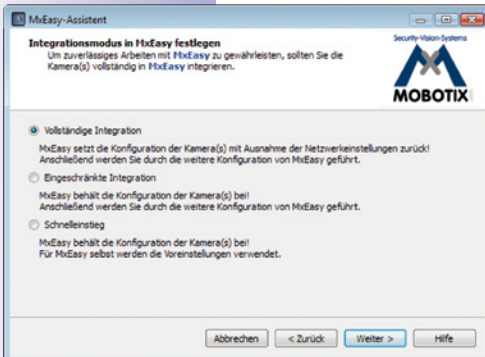 MxEasy-Assistent
Integrationsmodus in MxEasy festlegen
Um zuverlässiges Arbeiten mit MxEasy zu gewährleisten, sollten Sie die
Kamera(s) vollständig in MxEasy integrieren.
Security-Vision-Systems
MOBOTIX
Vollständige Integration
MxEasy setzt die Konfiguration der Kamera(s) mit Ausnahme der Netzwerkeinstellungen zurück!
Anschließend werden Sie durch die weitere Konfiguration von MxEasy geführt.
Eingeschränkte Integration
MxEasy behält die Konfiguration der Kamera(s) bei!
Anschließend werden Sie durch die weitere Konfiguration von MxEasy geführt.
Schnelleinstieg
MxEasy behält die Konfiguration der Kamera(s) bei!
Für MxEasy selbst werden die Voreinstellungen verwendet.
Abbrechen < Zurück Weiter > Hilfe